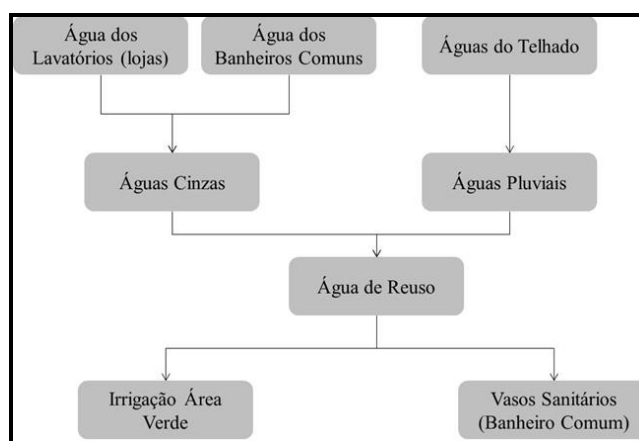 Água dos
Lavatórios (lojas)
Água dos
Banheiros Comuns
Águas do Telhado
Águas Cinzas
Águas Pluviais
Água de Reuso
Irrigação Área
Verde
Vasos Sanitários
(Banheiro Comum)